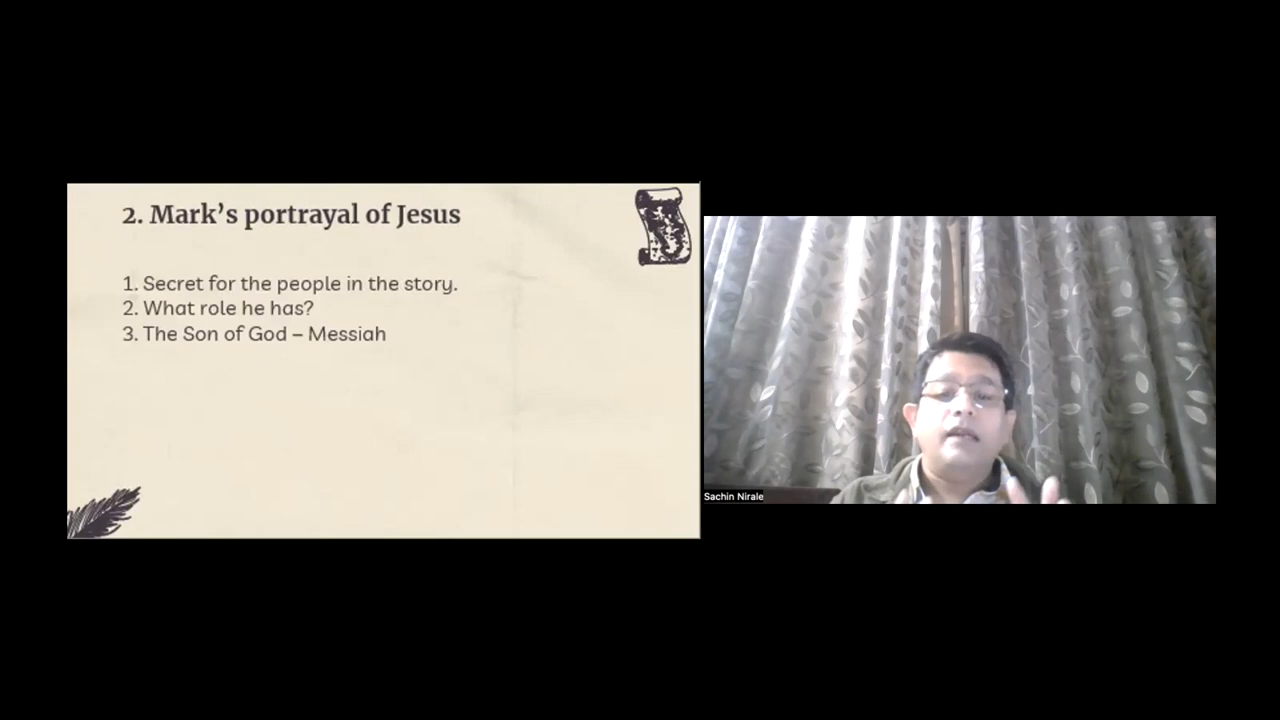 2. Mark’s portrayal of Jesus
1. Secret for the people in the story.
2. What role he has?
3. The Son of God – Messiah
Sachin Nirale